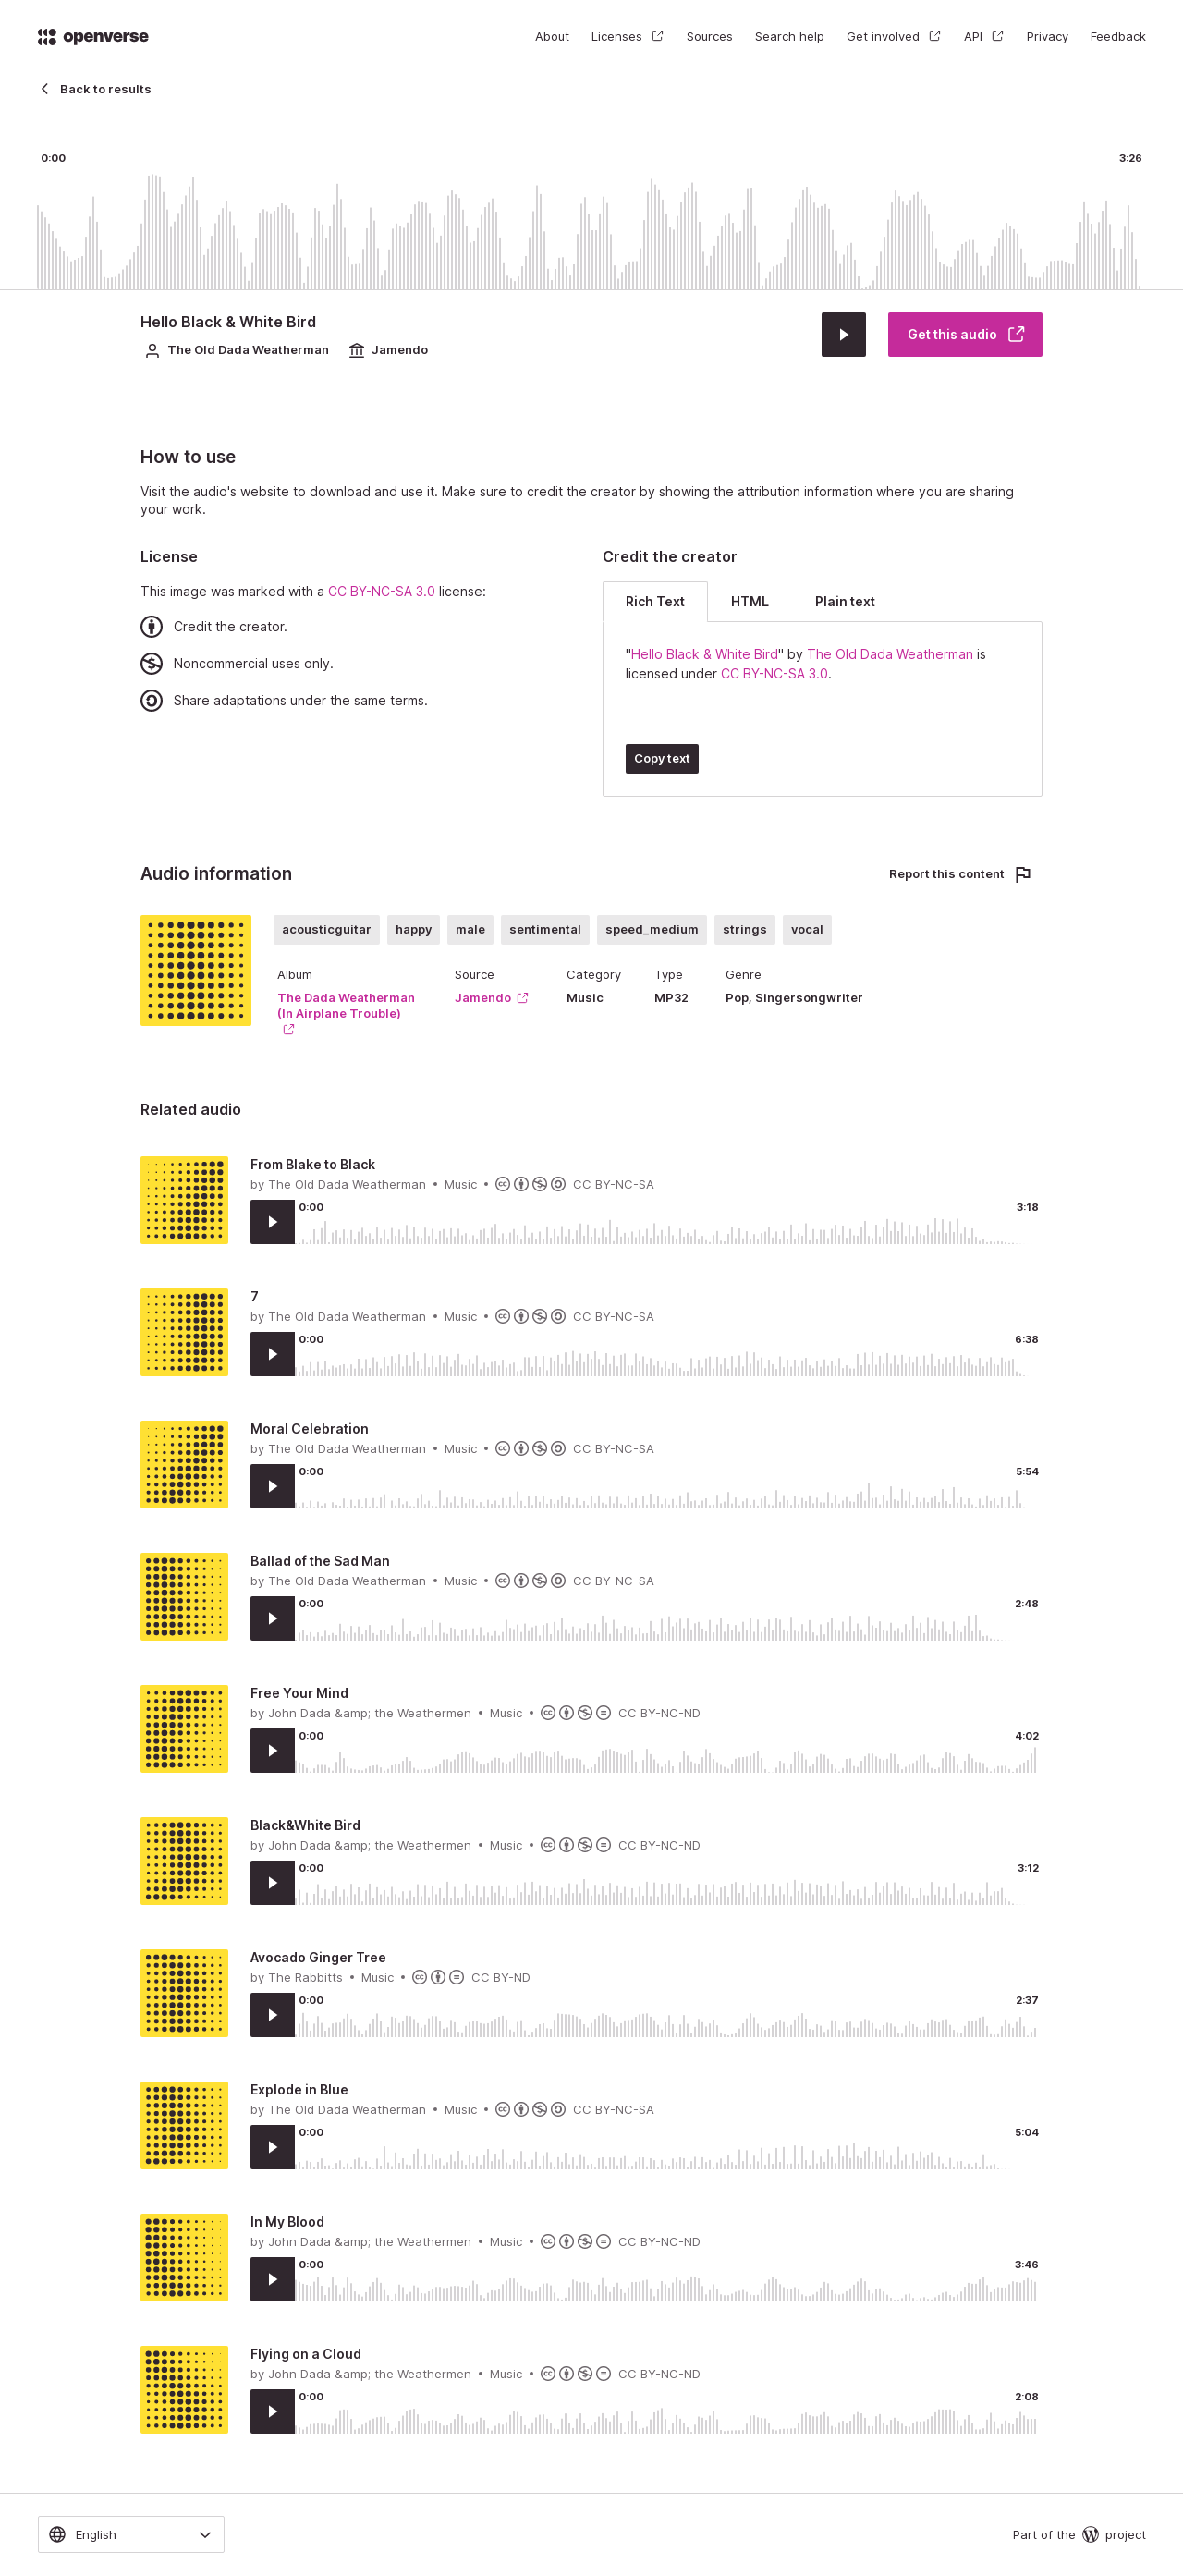 openverse
About Licenses Sources Search help Get involved API Privacy Feedback
Back to results
0:00 3:26
Hello Black & White Bird
The Old Dada Weatherman Jamendo
Get this audio
How to use
Visit the audio's website to download and use it. Make sure to credit the creator by showing the attribution information where you are sharing
your work.
License
This image was marked with a CC BY-NC-SA 3.0 license:
Credit the creator.
Noncommercial uses only.
Share adaptations under the same terms.
Credit the creator
Rich Text HTML Plain text
"Hello Black & White Bird" by The Old Dada Weatherman is
licensed under CC BY-NC-SA 3.0.
Copy text
Audio information
Report this content
acousticguitar happy male sentimental speed_medium strings vocal
Album Source Category Type Genre
The Dada Weatherman
(In Airplane Trouble)
Jamendo Music MP32 Pop, Singersongwriter
Related audio
From Blake to Black
by The Old Dada Weatherman • Music • CC BY-NC-SA
0:00 3:18
7
by The Old Dada Weatherman • Music • CC BY-NC-SA
0:00 6:38
Moral Celebration
by The Old Dada Weatherman • Music • CC BY-NC-SA
0:00 5:54
Ballad of the Sad Man
by The Old Dada Weatherman • Music • CC BY-NC-SA
0:00 2:48
Free Your Mind
by John Dada &amp; the Weathermen • Music • CC BY-NC-ND
0:00 4:02
Black&White Bird
by John Dada &amp; the Weathermen • Music • CC BY-NC-ND
0:00 3:12
Avocado Ginger Tree
by The Rabbitts • Music • CC BY-ND
0:00 2:37
Explode in Blue
by The Old Dada Weatherman • Music • CC BY-NC-SA
0:00 5:04
In My Blood
by John Dada &amp; the Weathermen • Music • CC BY-NC-ND
0:00 3:46
Flying on a Cloud
by John Dada &amp; the Weathermen • Music • CC BY-NC-ND
0:00 2:08
English
Part of the project